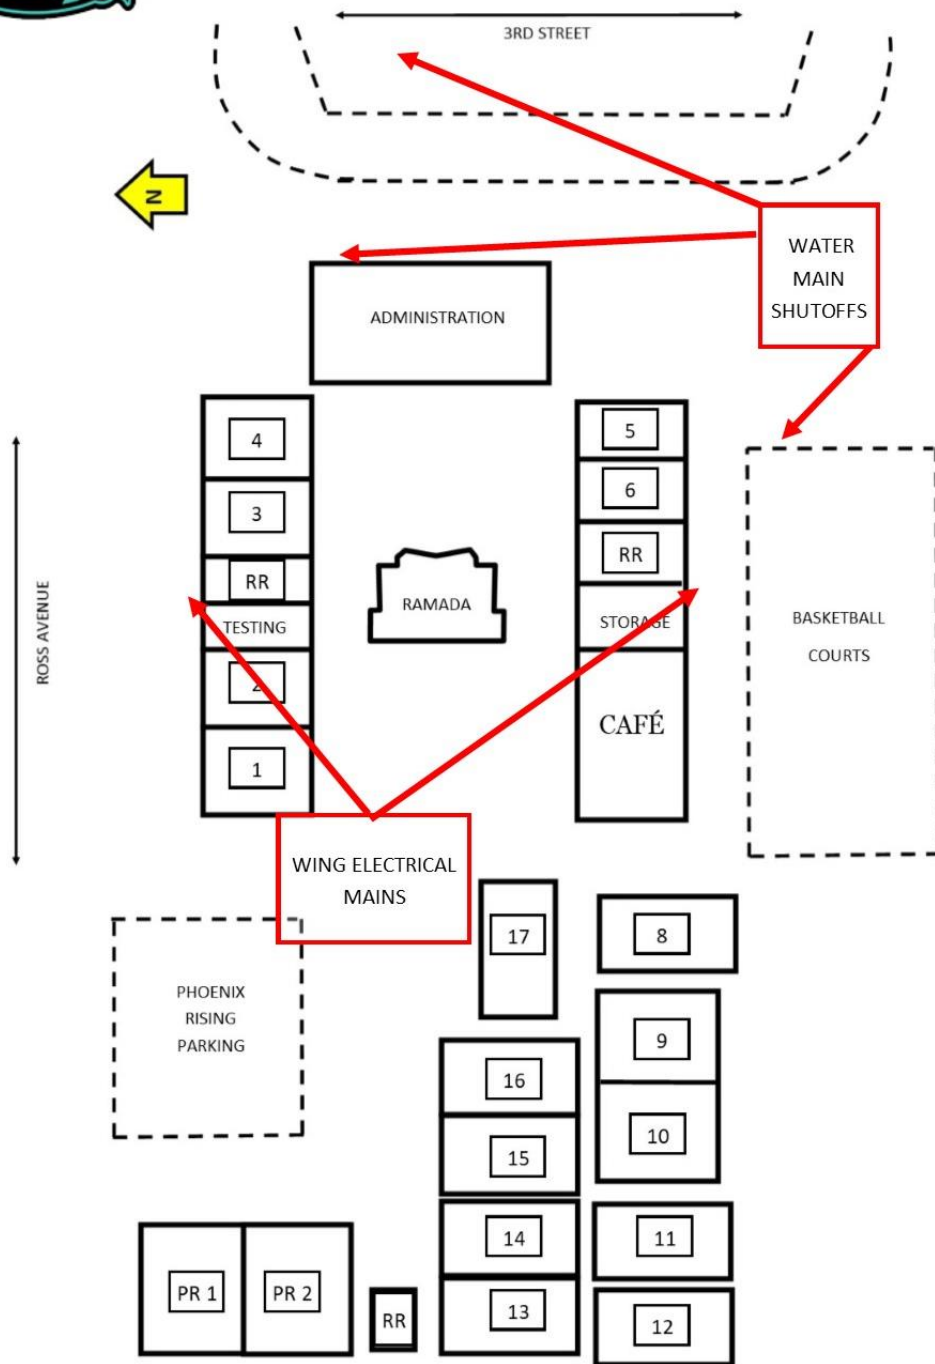 3RD STREET
N
WATER
MAIN
SHUTOFFS
ADMINISTRATION
4
3
RR
TESTING
2
1
5
6
RR
STORAGE
CAFÉ
RAMADA
ROSS AVENUE
BASKETBALL
COURTS
WING ELECTRICAL
MAINS
PHOENIX
RISING
PARKING
17
8
16
9
15
10
14
11
13
12
PR 1
PR 2
RR